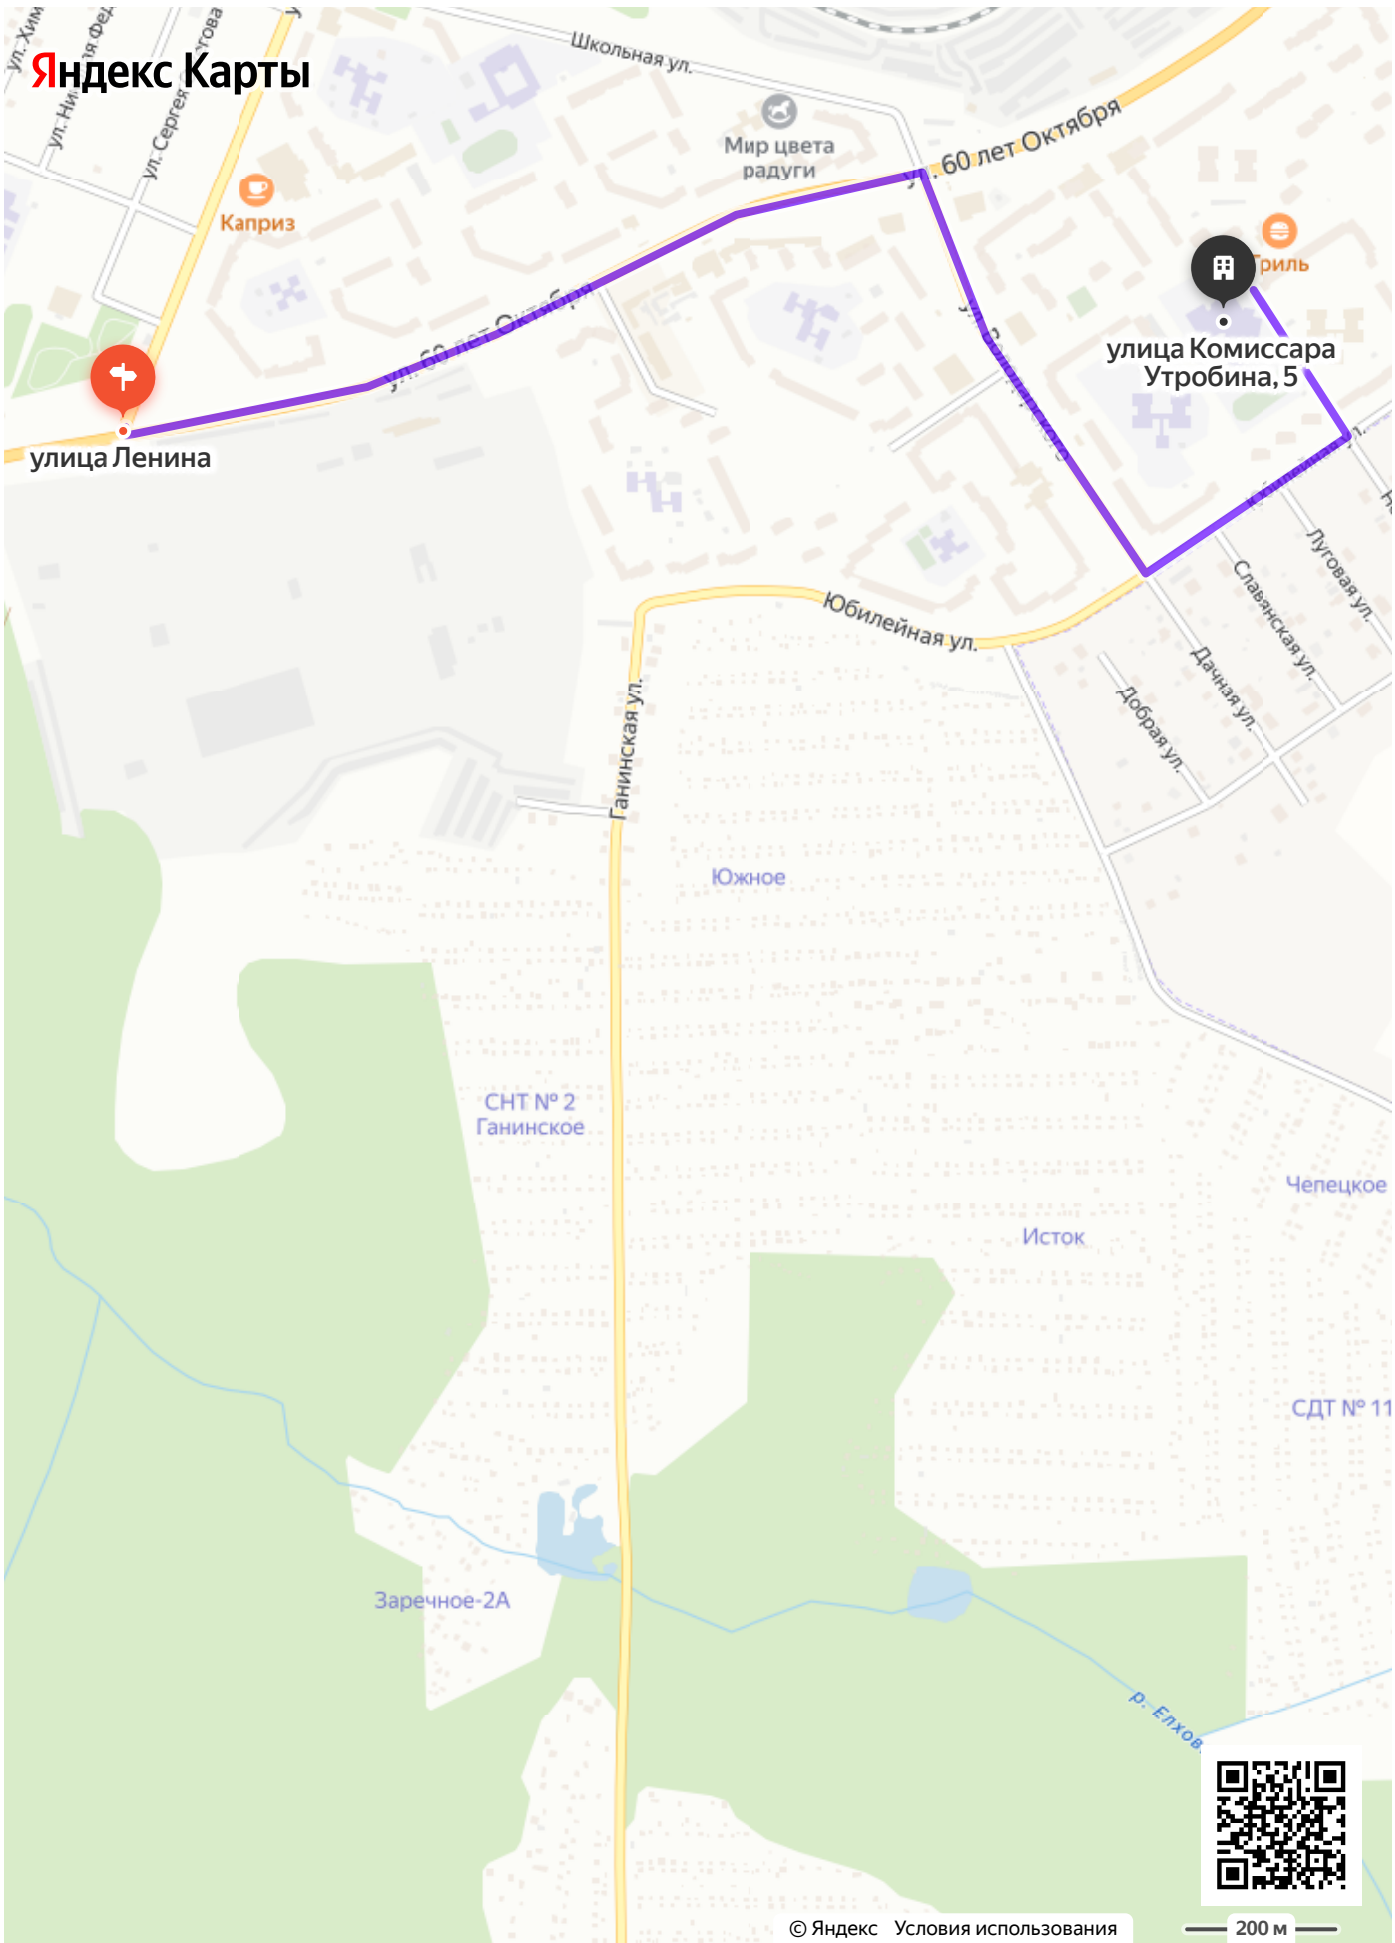 ул. Хим
Школьная ул.
Яндекс Карты
Мир цвета
радуги
ул. 60 лет Октября
Каприз
Гриль
ул. 60 лет Октября
улица Комиссара
Утробина, 5
улица Ленина
Юбилейная ул.
Луговая ул.
Славянская ул.
Дачная ул.
Добрая ул.
Ганинская ул.
Южное
СНТ № 2
Ганинское
Чепецкое
Исток
СДТ № 11
Заречное-2А
р. Елхов
© Яндекс Условия использования
200 м